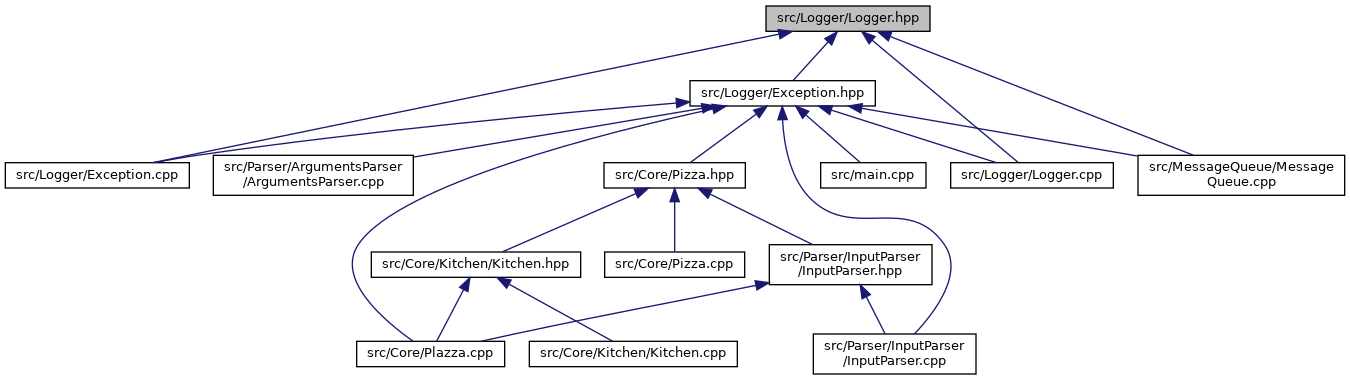 src/Logger/Logger.hpp
src/Logger/Exception.hpp
src/Logger/Exception.cpp
src/Parser/ArgumentsParser
/ArgumentsParser.cpp
src/Core/Pizza.hpp
src/main.cpp
src/Logger/Logger.cpp
src/MessageQueue/Message
Queue.cpp
src/Core/Kitchen/Kitchen.hpp
src/Core/Pizza.cpp
src/Parser/InputParser
/InputParser.hpp
src/Core/Plazza.cpp
src/Core/Kitchen/Kitchen.cpp
src/Parser/InputParser
/InputParser.cpp